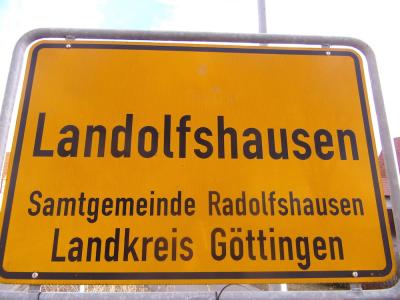 Landolfshausen
Samtgemeinde Radolfshausen
Landkreis Göttingen